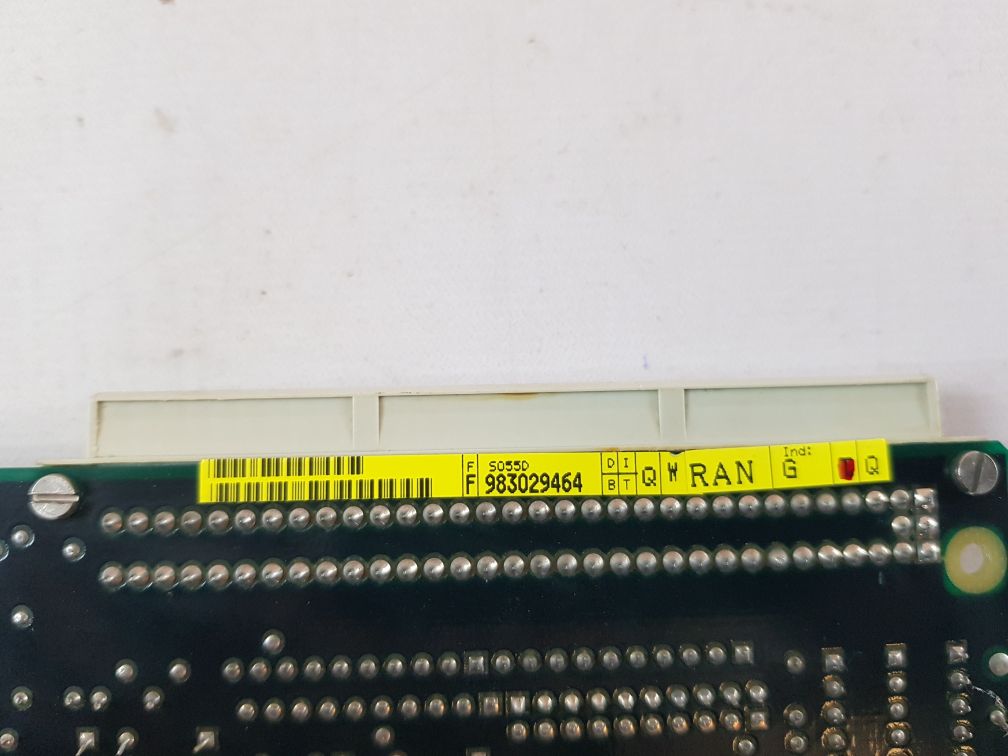 F S055D
F 983029464
D I
B T
Q W RAN
Ind:
G
Q